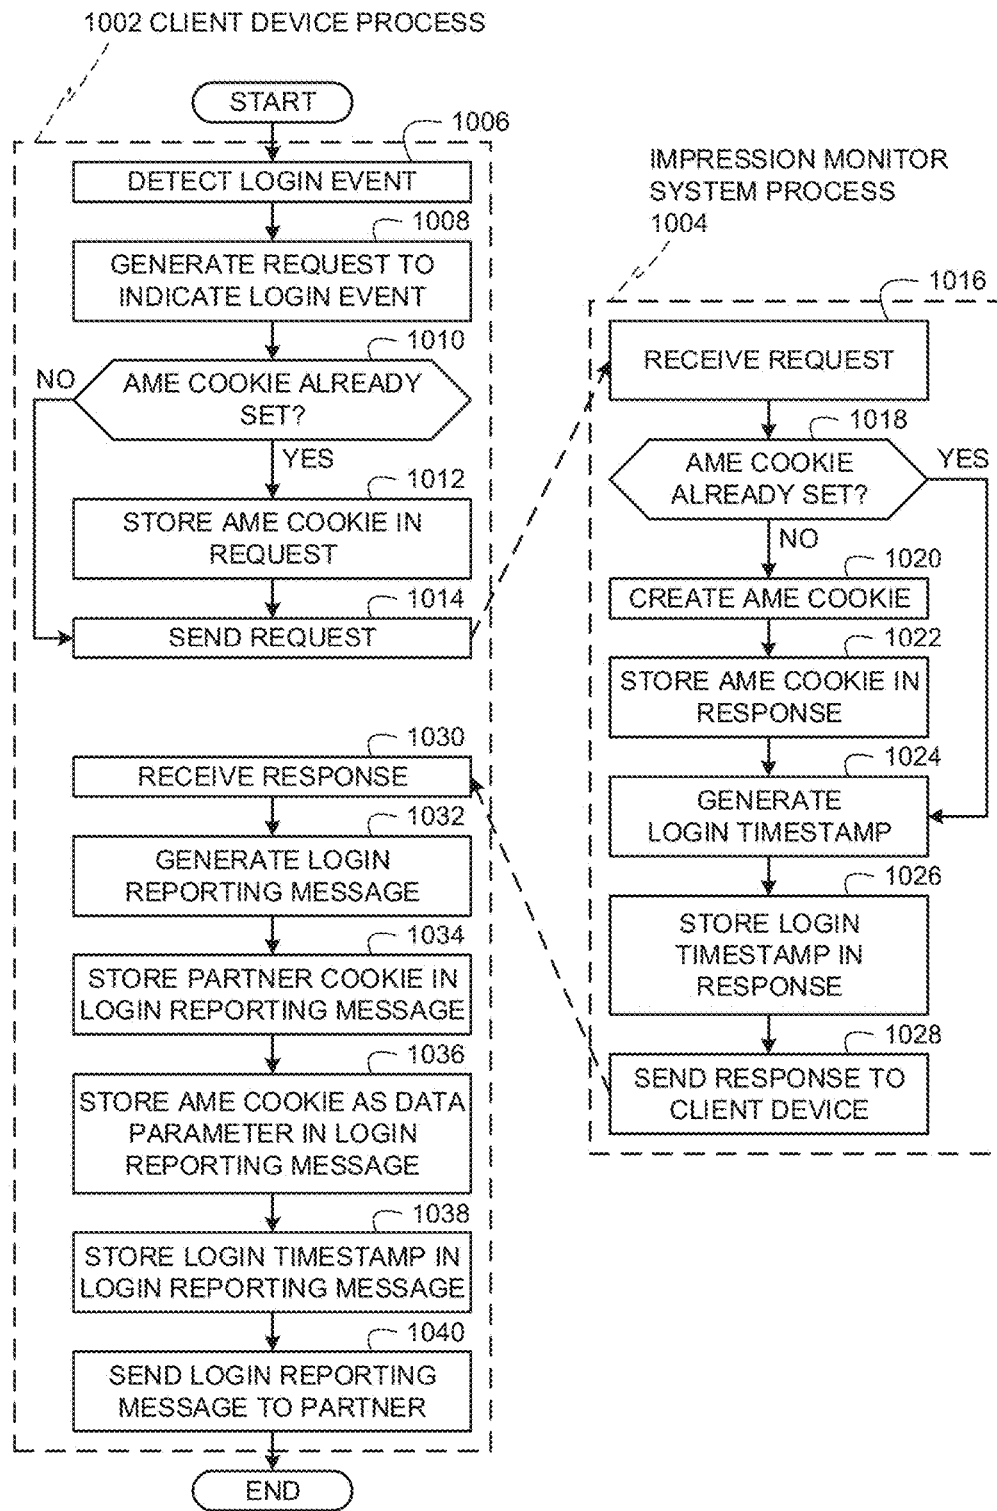 1002 CLIENT DEVICE PROCESS
START
1006
DETECT LOGIN EVENT
1008
GENERATE REQUEST TO
INDICATE LOGIN EVENT
1010
NO
AME COOKIE ALREADY
SET?
YES
1012
STORE AME COOKIE IN
REQUEST
1014
SEND REQUEST
1030
RECEIVE RESPONSE
1032
GENERATE LOGIN
REPORTING MESSAGE
1034
STORE PARTNER COOKIE IN
LOGIN REPORTING MESSAGE
1036
STORE AME COOKIE AS DATA
PARAMETER IN LOGIN
REPORTING MESSAGE
1038
STORE LOGIN TIMESTAMP IN
LOGIN REPORTING MESSAGE
1040
SEND LOGIN REPORTING
MESSAGE TO PARTNER
END
IMPRESSION MONITOR
SYSTEM PROCESS
1004
1016
RECEIVE REQUEST
1018
AME COOKIE
ALREADY SET?
YES
NO
1020
CREATE AME COOKIE
1022
STORE AME COOKIE IN
RESPONSE
1024
GENERATE
LOGIN TIMESTAMP
1026
STORE LOGIN
TIMESTAMP IN
RESPONSE
1028
SEND RESPONSE TO
CLIENT DEVICE